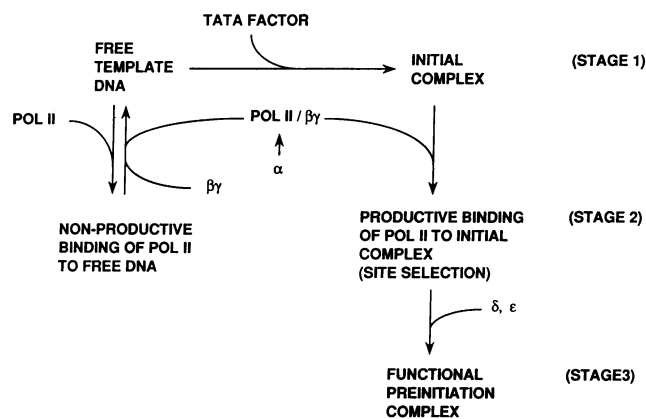 TATA FACTOR
FREE
TEMPLATE
DNA
INITIAL
COMPLEX
(STAGE 1)
POL II
POL II / βγ
α
βγ
NON-PRODUCTIVE
BINDING OF POL II
TO FREE DNA
PRODUCTIVE BINDING
OF POL II TO INITIAL
COMPLEX
(SITE SELECTION)
(STAGE 2)
δ, ε
FUNCTIONAL
PREINITIATION
COMPLEX
(STAGE3)